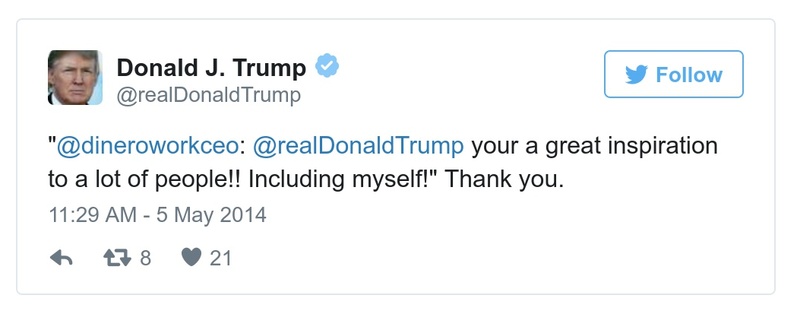 Donald J. Trump
@realDonaldTrump
Follow
"@dineroworkceo: @realDonaldTrump your a great inspiration
to a lot of people!! Including myself!" Thank you.
11:29 AM - 5 May 2014
8 21